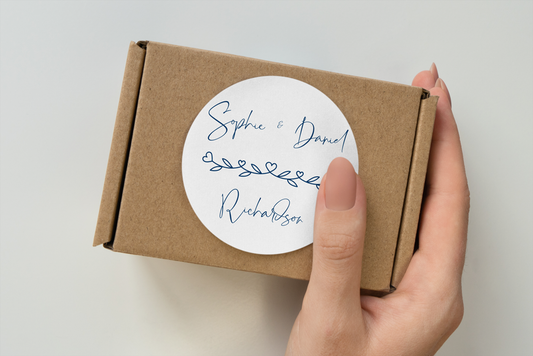 Sophie & Daniel
Richardson